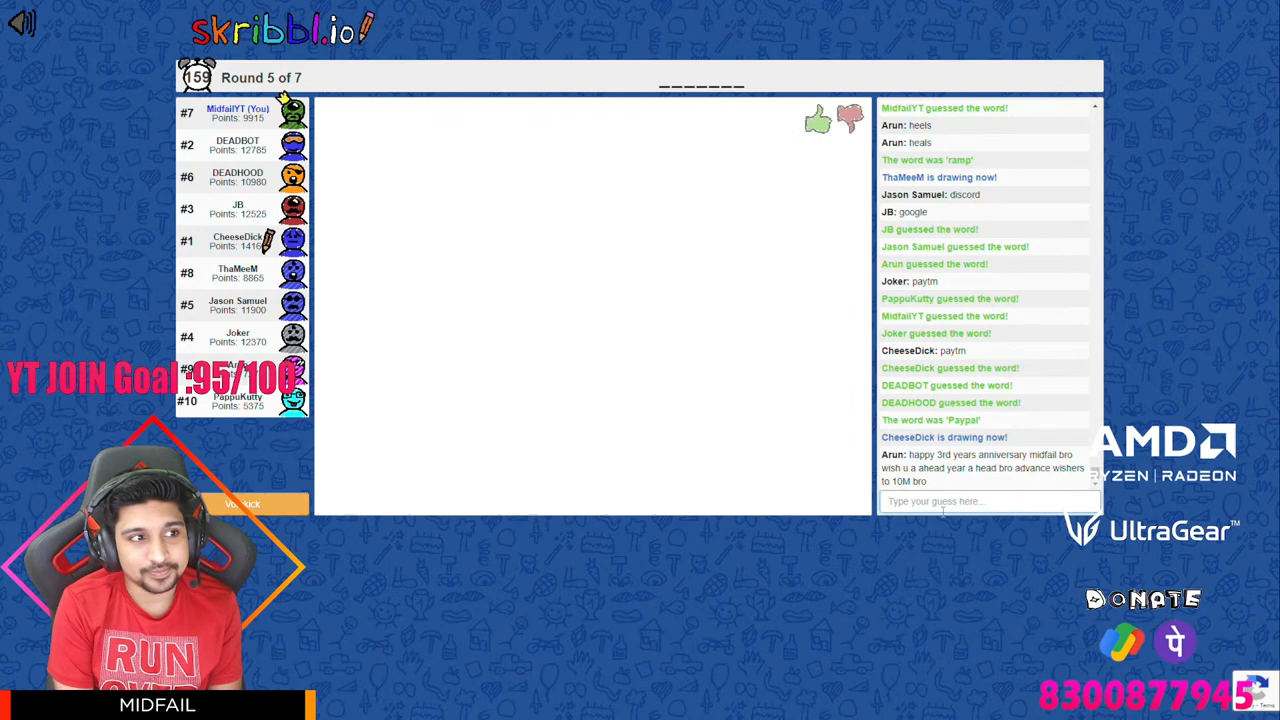 skribbl.io
159
Round 5 of 7
_ _ _ _ _ _ _
#7
MidfailYT (You)
Points: 9915
#2
DEADBOT
Points: 12785
#6
DEADHOOD
Points: 10980
#3
JB
Points: 12525
#1
CheeseDick
Points: 1416
#8
ThaMeeM
Points: 8865
#5
Jason Samuel
Points: 11900
#4
Joker
Points: 12370
#9
YT JOIN Goal :95/100
#10
PappuKutty
Points: 5375
MidfailYT guessed the word!
Arun: heels
Arun: heals
The word was 'ramp'
ThaMeeM is drawing now!
Jason Samuel: discord
JB: google
JB guessed the word!
Jason Samuel guessed the word!
Arun guessed the word!
Joker: paytm
PappuKutty guessed the word!
MidfailYT guessed the word!
Joker guessed the word!
CheeseDick: paytm
CheeseDick guessed the word!
DEADBOT guessed the word!
DEADHOOD guessed the word!
The word was 'Paypal'
CheeseDick is drawing now!
Arun: happy 3rd years anniversary midfail bro
wish u a ahead year a head bro advance wishers
to 10M bro
Type your guess here...
AMD
RYZEN | RADEON
UltraGear™
DONATE
पे
8300877945
RUN
MIDFAIL